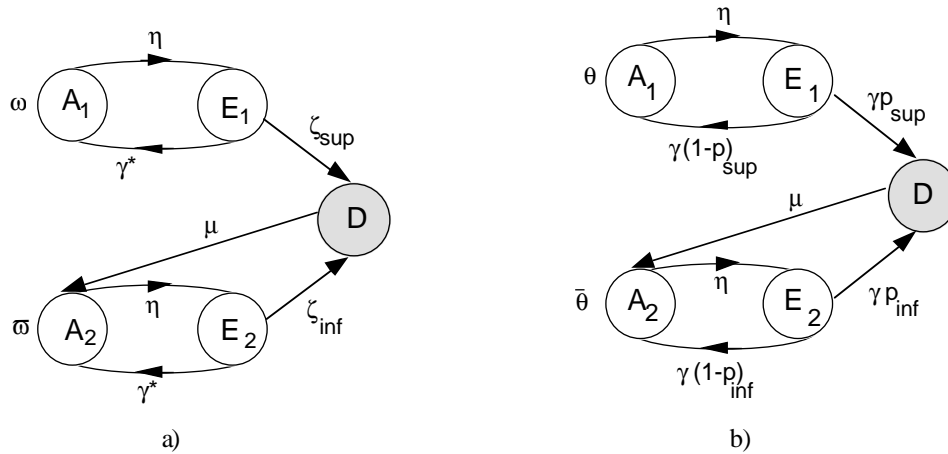 η
ω A₁ E₁
ζsup
γ*
D
μ
η
ϖ A₂ E₂
ζinf
γ*
a)
η
θ A₁ E₁
γpsup
γ(1-p)sup
D
μ
η
θ̄ A₂ E₂
γpinf
γ(1-p)inf
b)